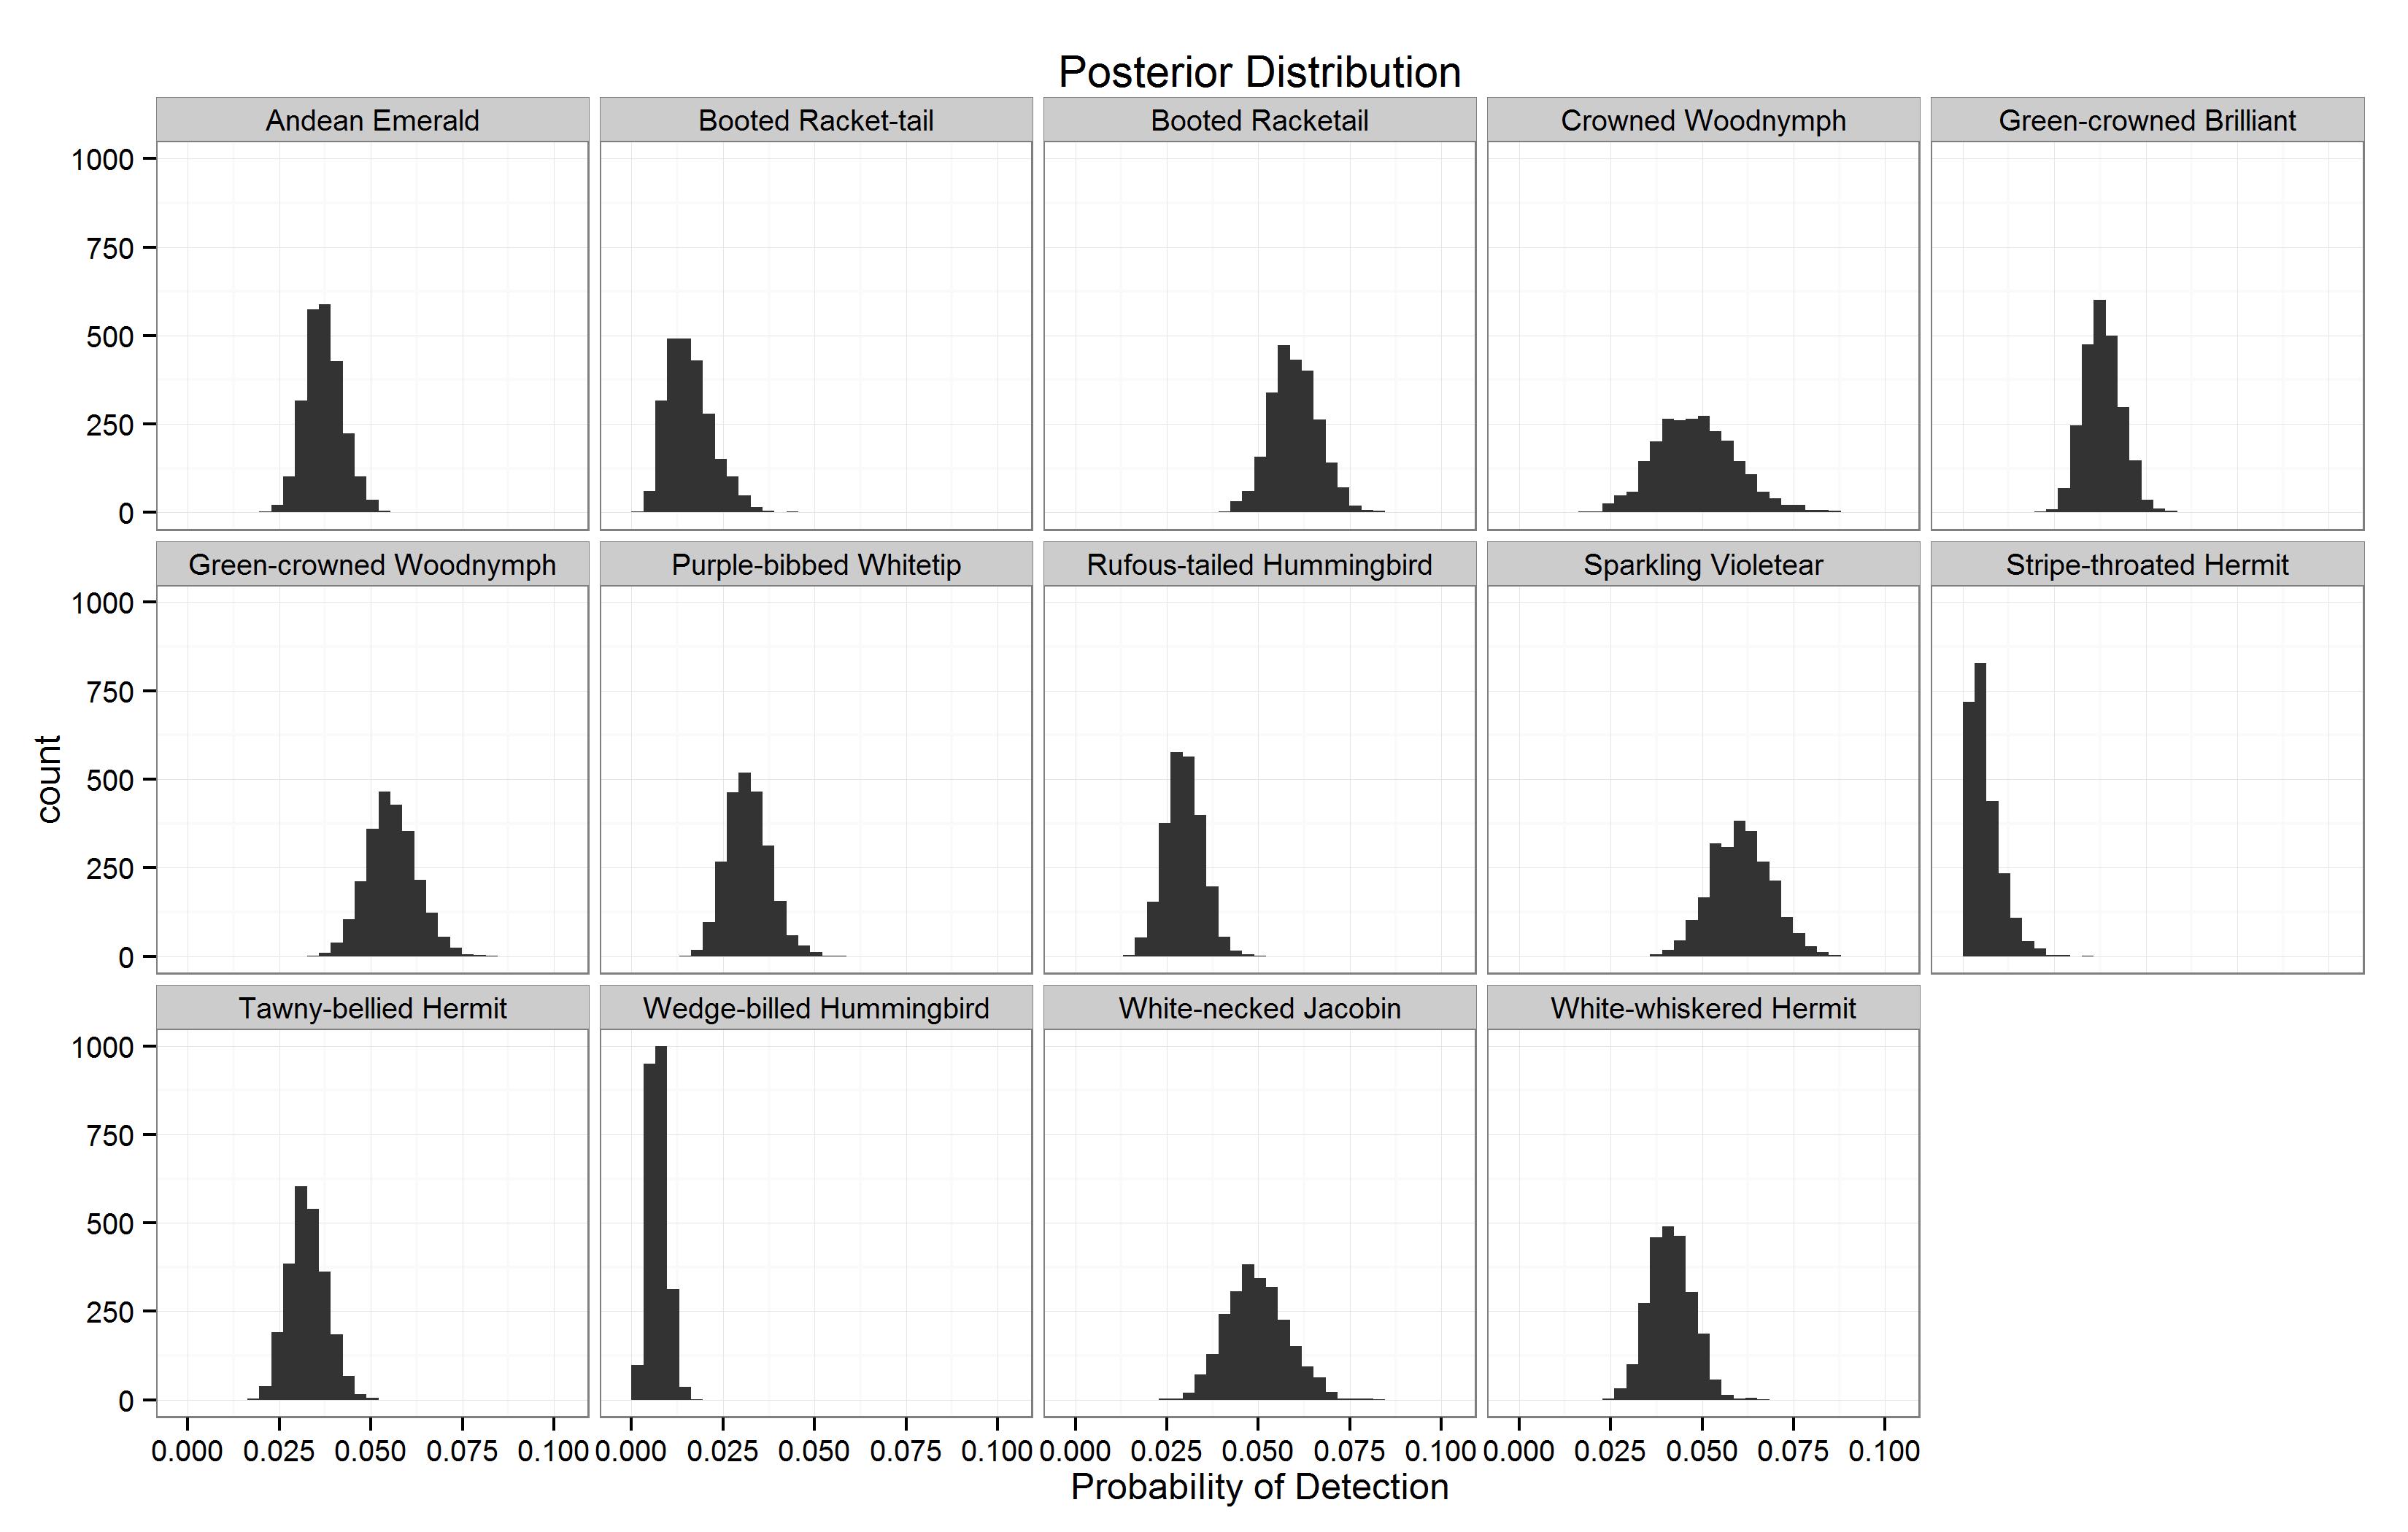 Posterior Distribution
Andean Emerald Booted Racket-tail Booted Racketail Crowned Woodnymph Green-crowned Brilliant
1000
750
500
250
0
Green-crowned Woodnymph Purple-bibbed Whitetip Rufous-tailed Hummingbird Sparkling Violetear Stripe-throated Hermit
1000
750
500
250
0
count
Tawny-bellied Hermit Wedge-billed Hummingbird White-necked Jacobin White-whiskered Hermit
1000
750
500
250
0
0.000 0.025 0.050 0.075 0.100 0.000 0.025 0.050 0.075 0.100 0.000 0.025 0.050 0.075 0.100 0.000 0.025 0.050 0.075 0.100
Probability of Detection